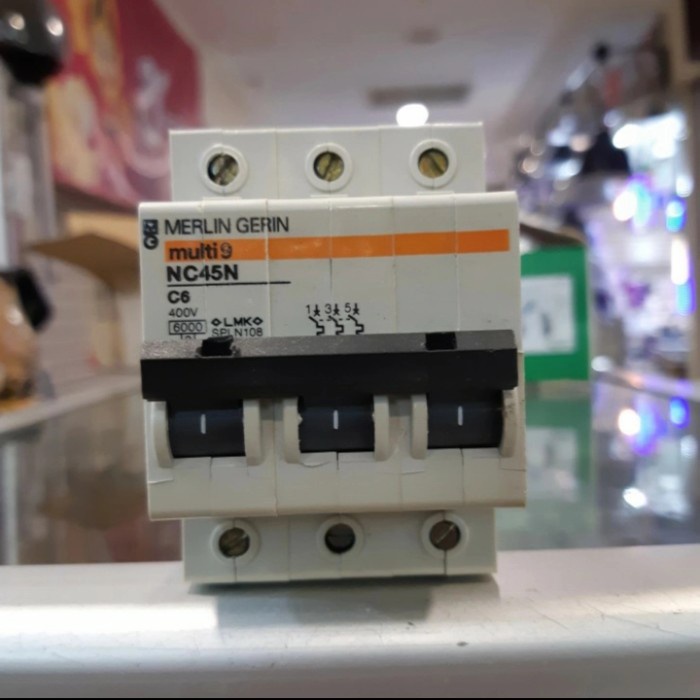 MERLIN GERIN
multi 9
NC45N
C6
400V
6000
LMK
SPLN108
1 3 5